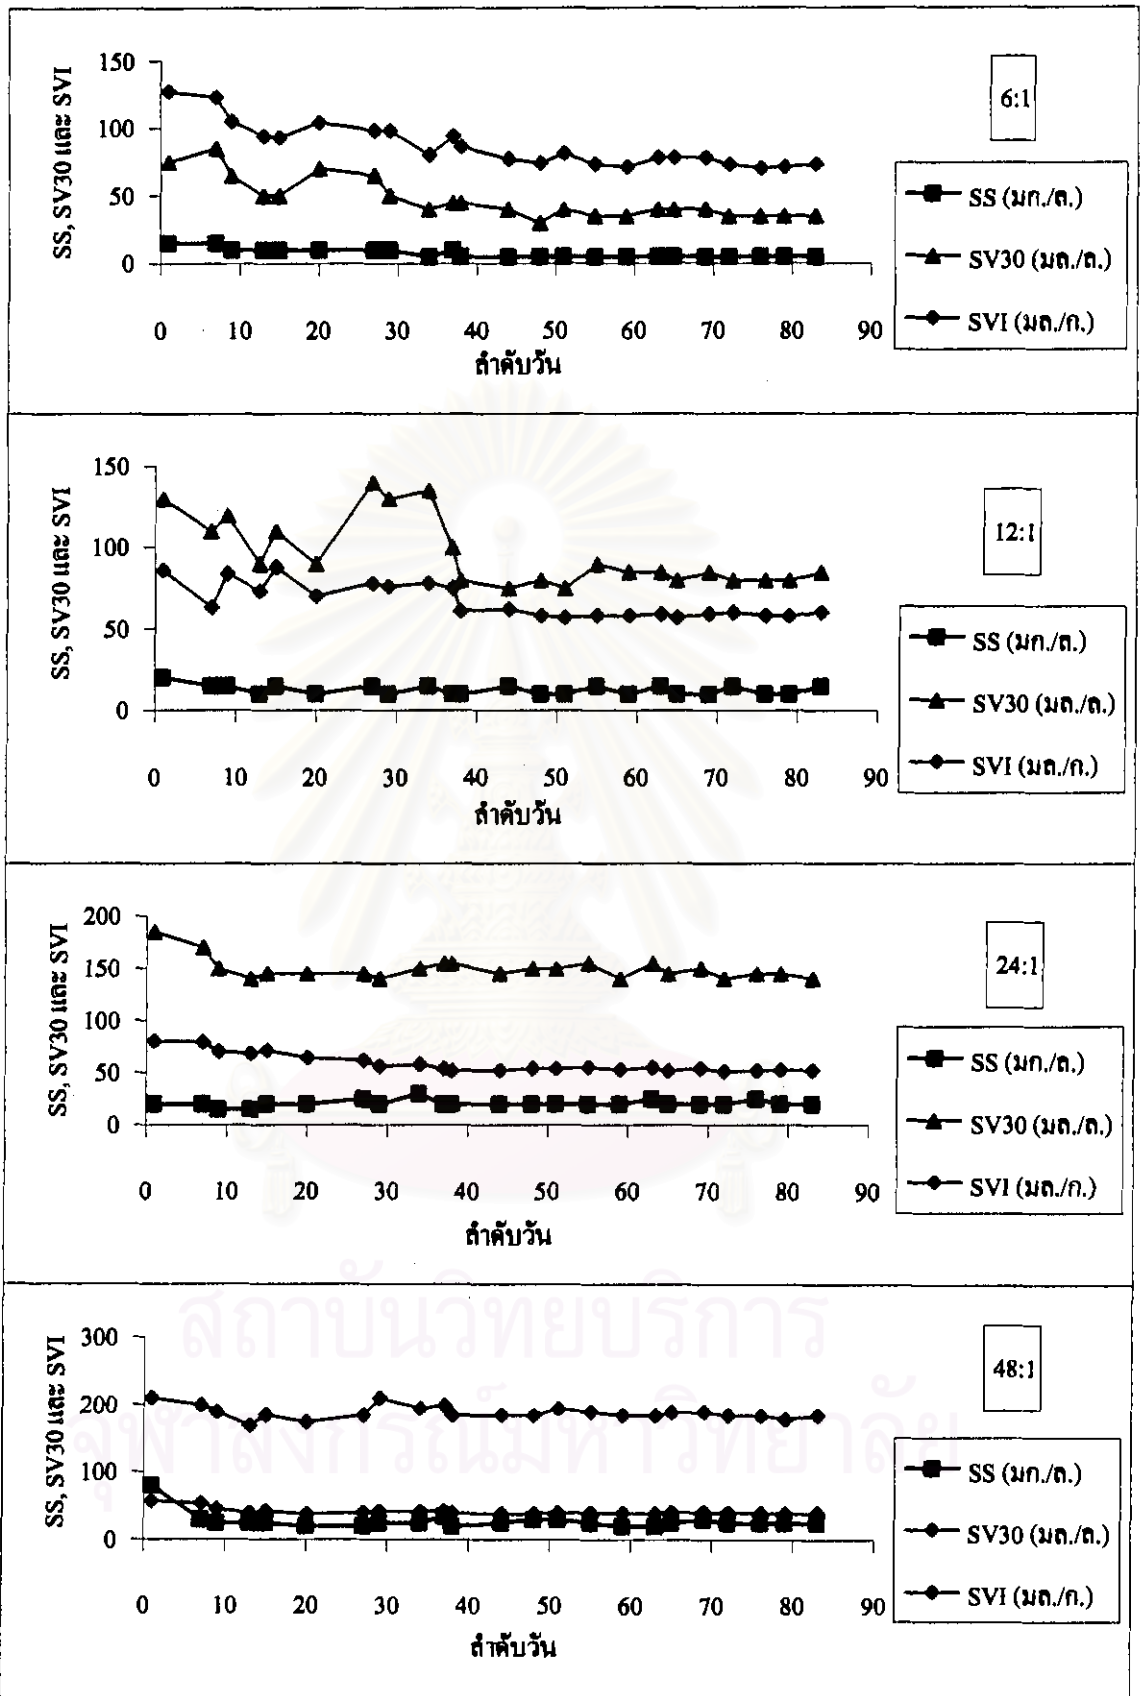 SS, SV30 และ SVI
150
100
50
0
0 10 20 30 40 50 60 70 80 90
ลำดับวัน
6:1
SS (มก./ล.)
SV30 (มล./ล.)
SVI (มล./ก.)
SS, SV30 และ SVI
150
100
50
0
0 10 20 30 40 50 60 70 80 90
ลำดับวัน
12:1
SS (มก./ล.)
SV30 (มล./ล.)
SVI (มล./ก.)
SS, SV30 และ SVI
200
150
100
50
0
0 10 20 30 40 50 60 70 80 90
ลำดับวัน
24:1
SS (มก./ล.)
SV30 (มล./ล.)
SVI (มล./ก.)
SS, SV30 และ SVI
300
200
100
0
0 10 20 30 40 50 60 70 80 90
ลำดับวัน
48:1
SS (มก./ล.)
SV30 (มล./ล.)
SVI (มล./ก.)
สถาบันวิทยบริการ
จุฬาลงกรณ์มหาวิทยาลัย